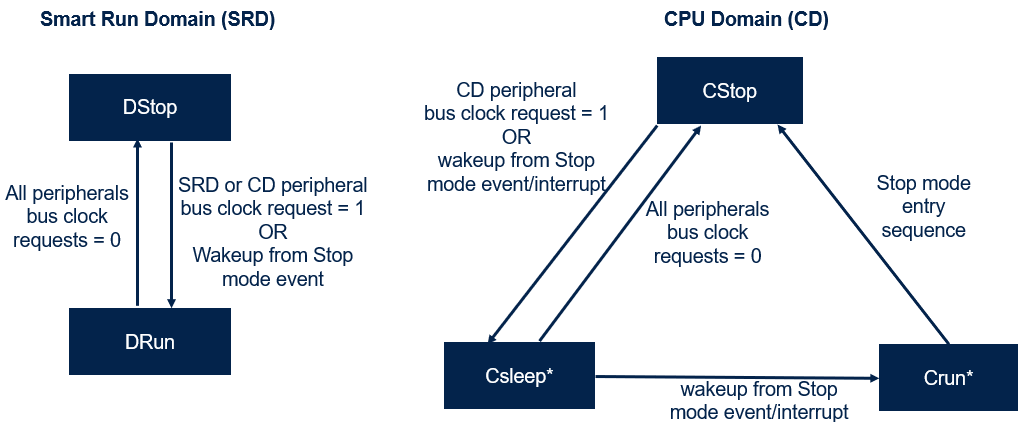 Smart Run Domain (SRD)
DStop
All peripherals
bus clock
requests = 0
SRD or CD peripheral
bus clock request = 1
OR
Wakeup from Stop
mode event
DRun
CPU Domain (CD)
CStop
CD peripheral
bus clock request = 1
OR
wakeup from Stop
mode event/interrupt
All peripherals
bus clock
requests = 0
Stop mode
entry
sequence
Csleep*
wakeup from Stop
mode event/interrupt
Crun*